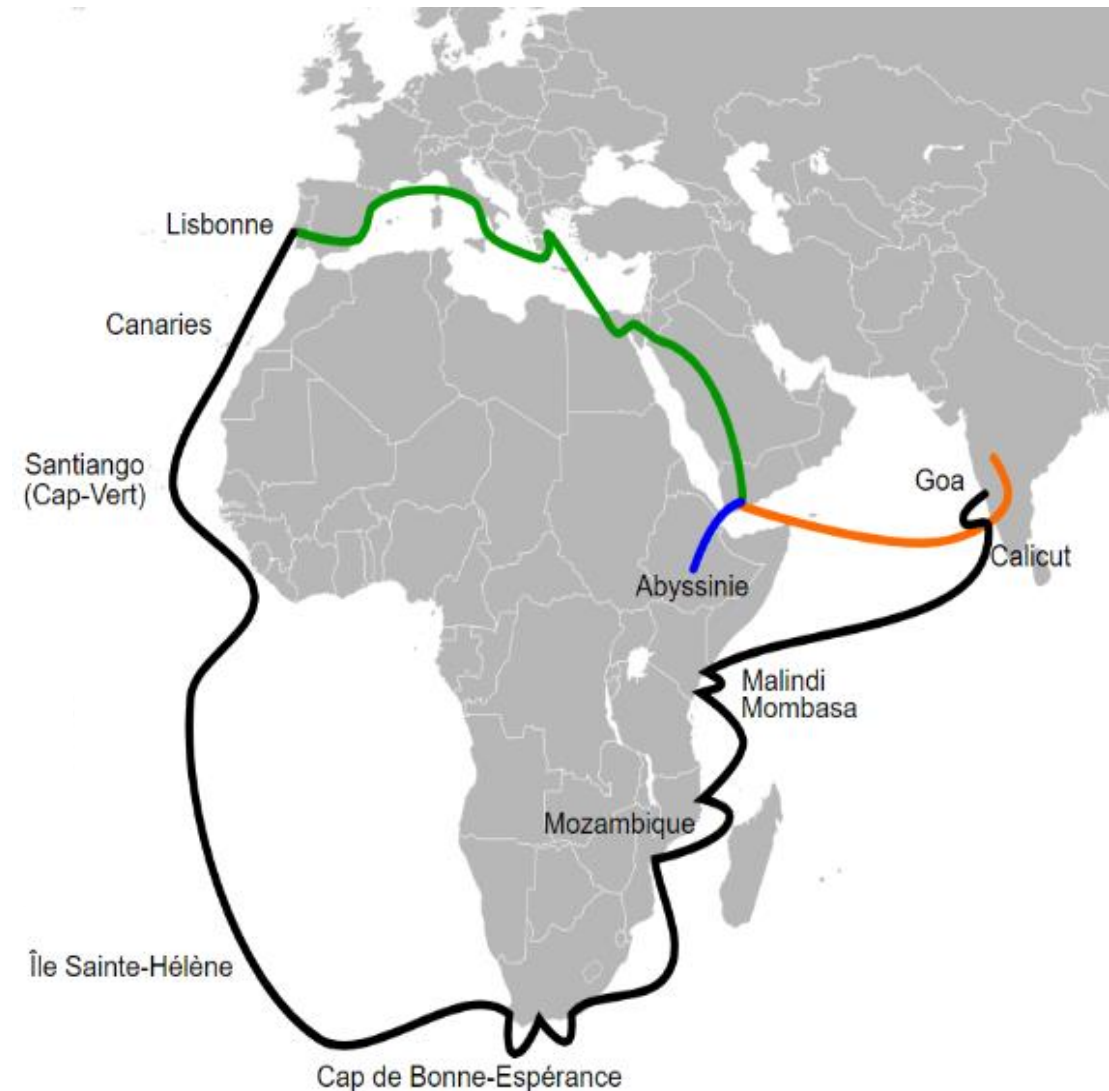 Lisbonne
Canaries
Santiango
(Cap-Vert)
Goa
Calicut
Abyssinie
Malindi
Mombasa
Mozambique
Île Sainte-Hélène
Cap de Bonne-Espérance